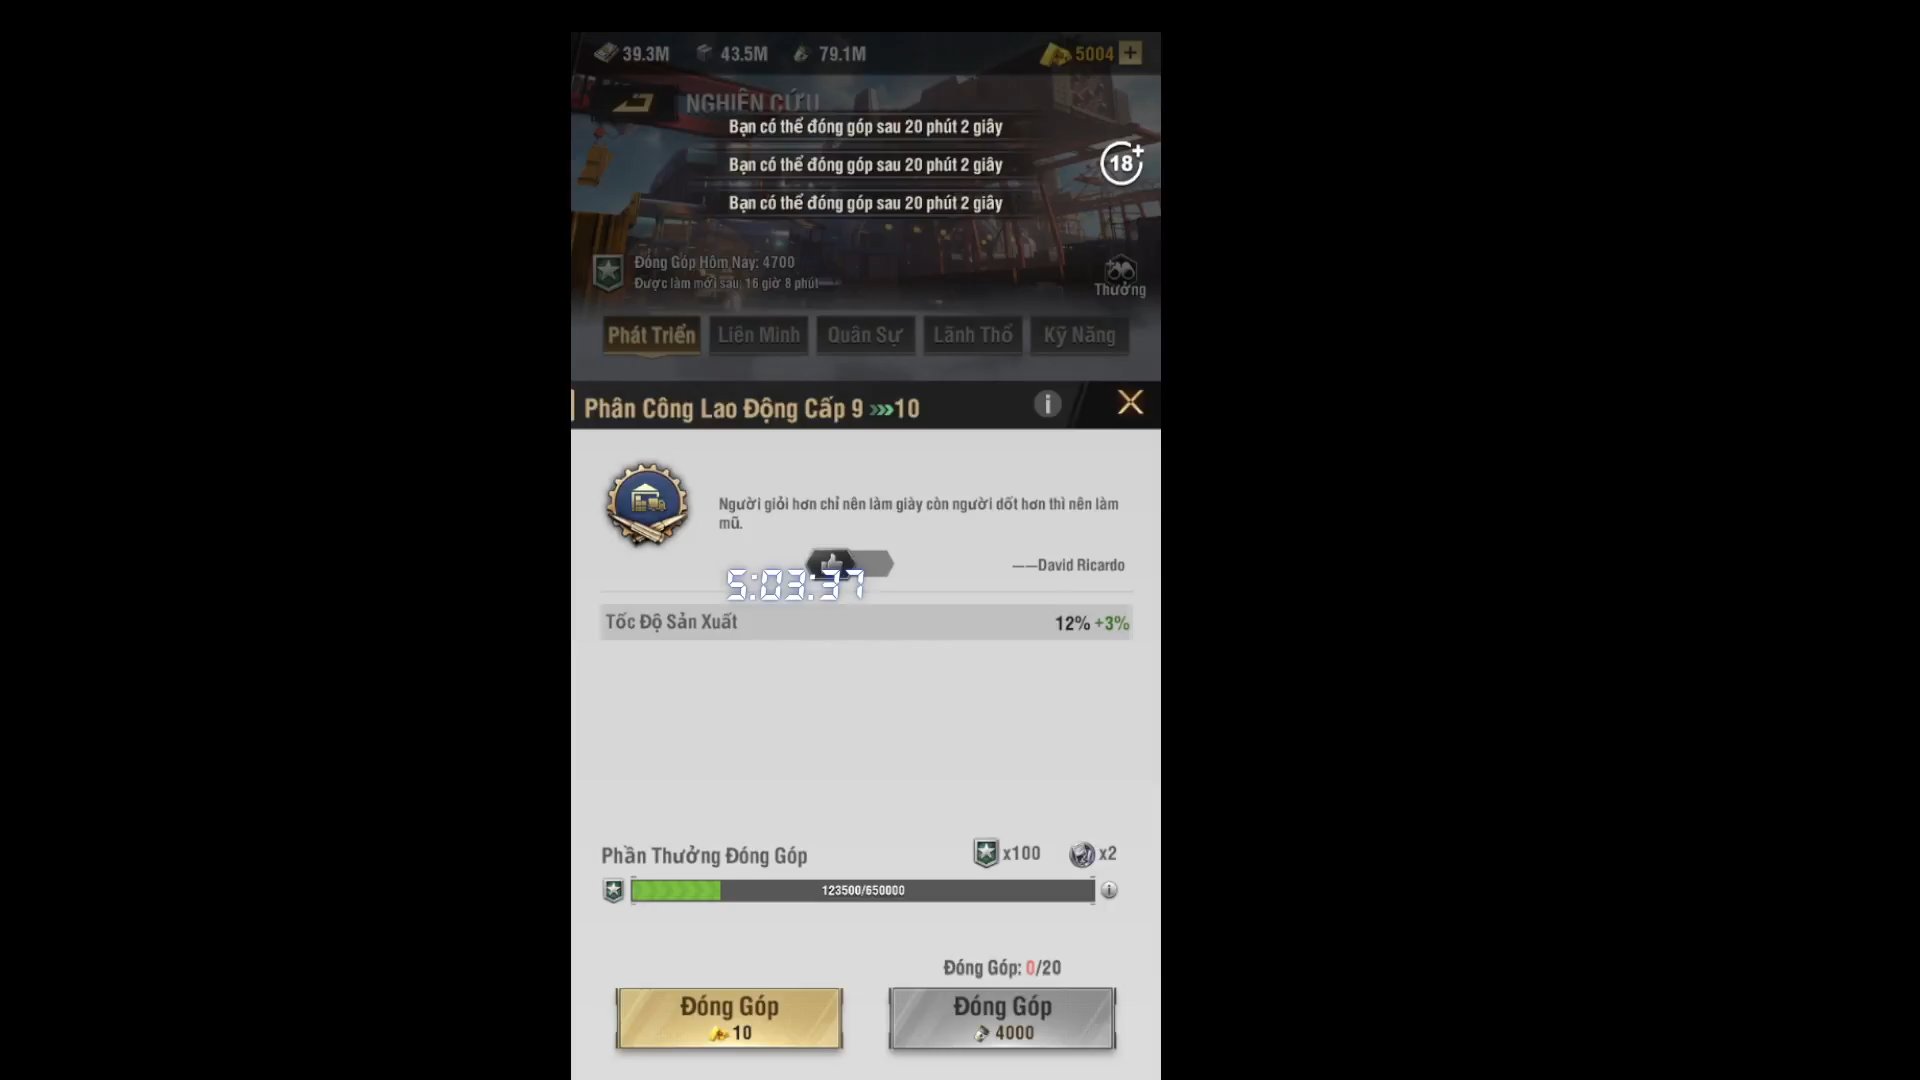 39.3M 43.5M 79.1M 5004 +
NGHIÊN CỨU
Bạn có thể đóng góp sau 20 phút 2 giây
Bạn có thể đóng góp sau 20 phút 2 giây
18+
Bạn có thể đóng góp sau 20 phút 2 giây
Đóng Góp Hôm Nay: 4700
Được làm mới sau: 16 giờ 8 phút
Thưởng
Phát Triển Liên Minh Quân Sự Lãnh Thổ Kỹ Năng
Phân Công Lao Động Cấp 9 >>> 10
Người giỏi hơn chỉ nên làm giày còn người dốt hơn thì nên làm
mũ.
——David Ricardo
5:03:37
Tốc Độ Sản Xuất 12% +3%
Phần Thưởng Đóng Góp x100 x2
123500/650000
Đóng Góp: 0/20
Đóng Góp Đóng Góp
10 4000